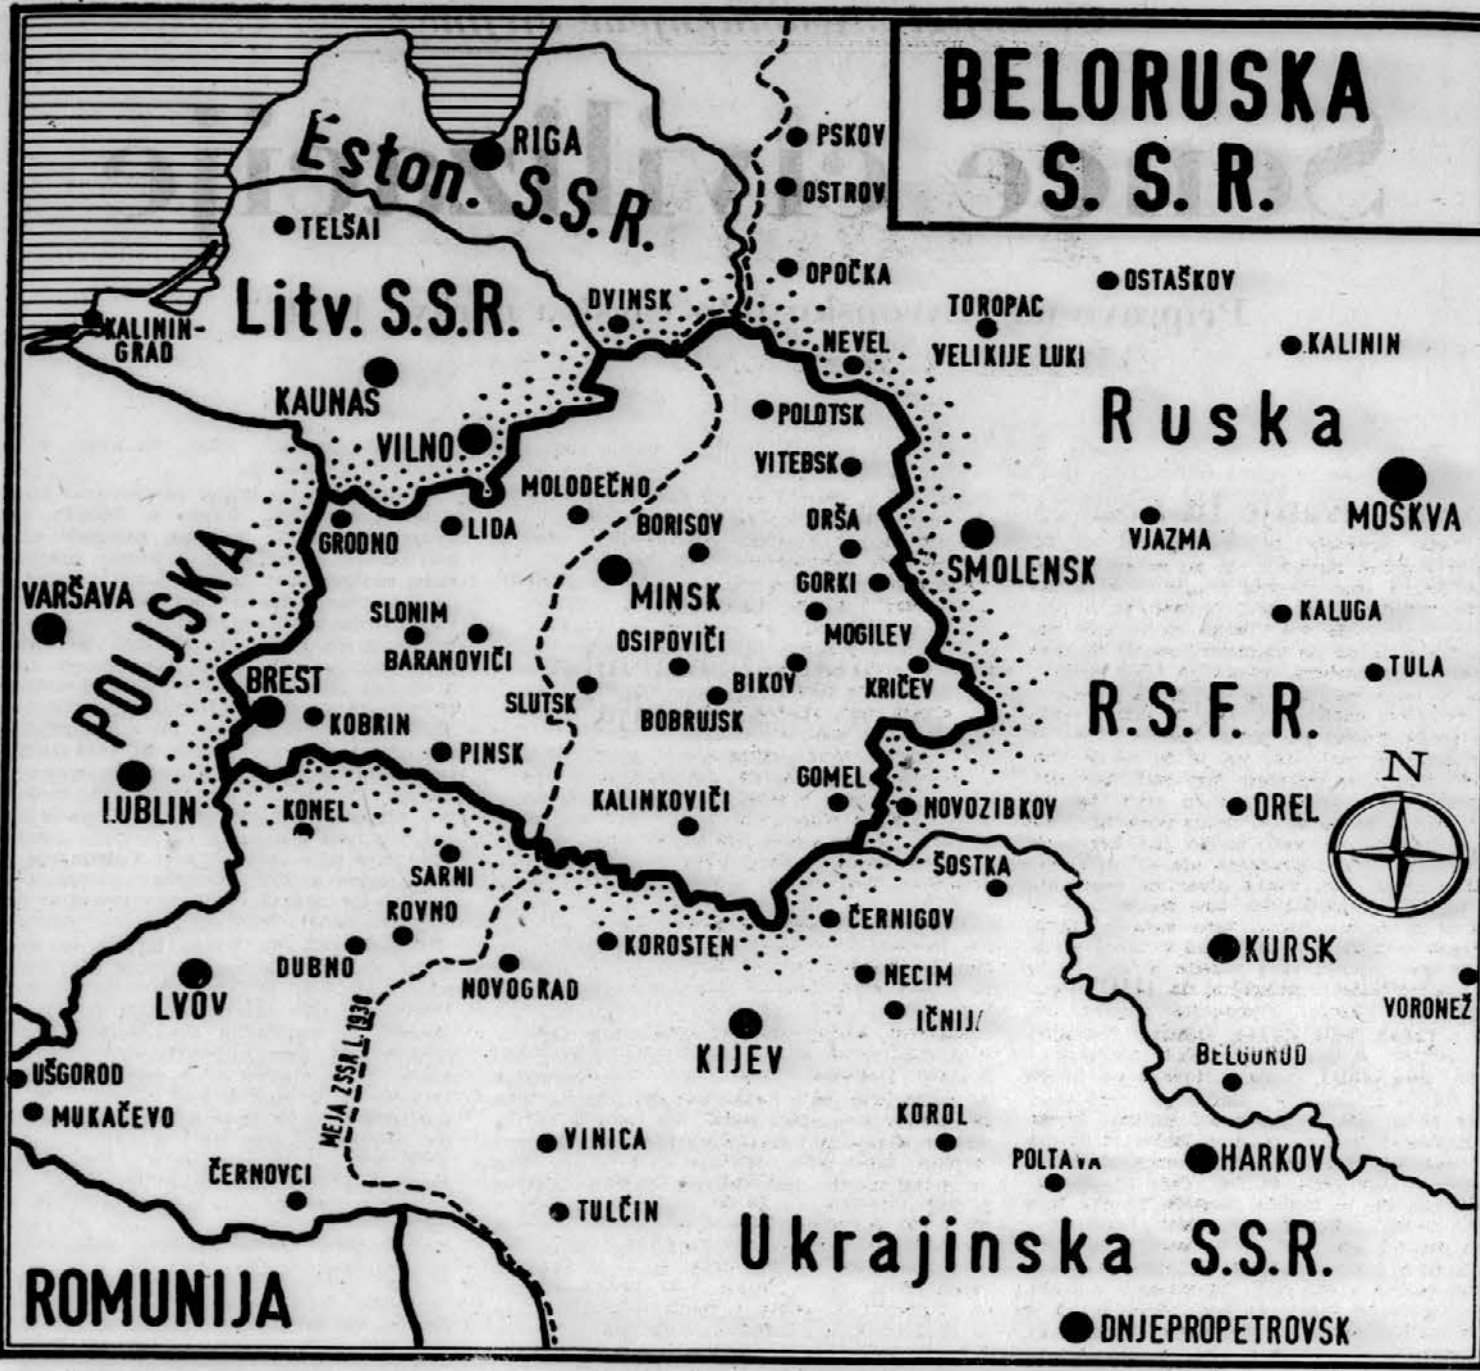 BELORUSKA
S. S. R.
PSKOV
RIGA
Eston. S.S.R.
OSTROV
TELŠAI
OPOČKA
OSTAŠKOV
Litv. S.S.R.
DVINSK
TOROPAC
KALININ-
GRAD
NEVEL
VELIKIJE LUKI
KALININ
KAUNAS
POLOTSK
Ruska
VILNO
VITEBSK
MOLODEČNO
MOSKVA
GRODNO
LIDA
BORISOV
ORŠA
VJAZMA
POLJSKA
SMOLENSK
VARŠAVA
MINSK
GORKI
SLONIM
KALUGA
BARANOVIČI
OSIPOVIČI
MOGILEV
TULA
BREST
SLUTSK
BIKOV
KRIČEV
R.S.F.R.
KOBRIN
BOBRUJSK
PINSK
N
GOMEL
LUBLIN
KONEL
KALINKOVIČI
NOVOZIBKOV
OREL
SARNI
ŠOSTKA
ROVNO
ČERNIGOV
DUBNO
KOROSTEN
KURSK
LVOV
NOVOGRAD
NECIM
VORONEŽ
MEJA ZSSR L. 1938
IČNIJ
KIJEV
BELGOROD
UŠGOROD
MUKAČEVO
KOROL
VINICA
POLTAVA
HARKOV
ČERNOVCI
TULČIN
Ukrajinska S.S.R.
ROMUNIJA
DNJEPROPETROVSK